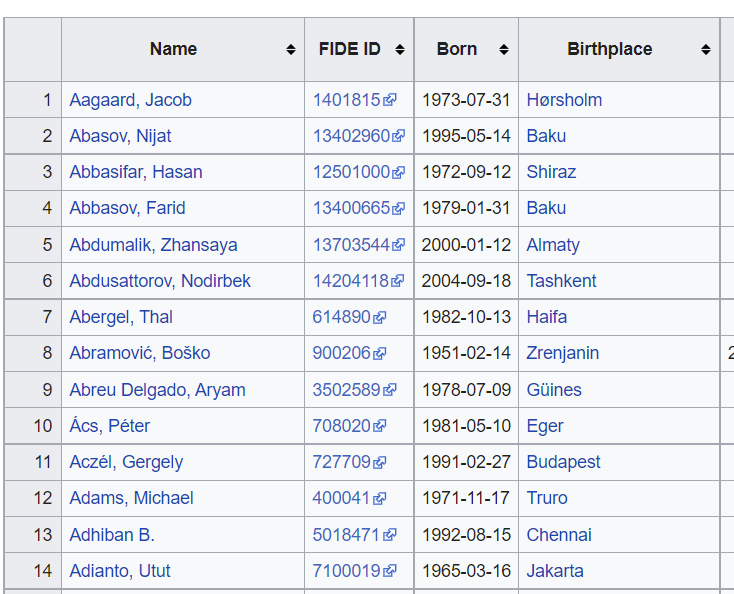 Name FIDE ID Born Birthplace
1 Aagaard, Jacob 1401815 1973-07-31 Hørsholm
2 Abasov, Nijat 13402960 1995-05-14 Baku
3 Abbasifar, Hasan 12501000 1972-09-12 Shiraz
4 Abbasov, Farid 13400665 1979-01-31 Baku
5 Abdumalik, Zhansaya 13703544 2000-01-12 Almaty
6 Abdusattorov, Nodirbek 14204118 2004-09-18 Tashkent
7 Abergel, Thal 614890 1982-10-13 Haifa
8 Abramović, Boško 900206 1951-02-14 Zrenjanin 2
9 Abreu Delgado, Aryam 3502589 1978-07-09 Güines
10 Ács, Péter 708020 1981-05-10 Eger
11 Aczél, Gergely 727709 1991-02-27 Budapest
12 Adams, Michael 400041 1971-11-17 Truro
13 Adhiban B. 5018471 1992-08-15 Chennai
14 Adianto, Utut 7100019 1965-03-16 Jakarta